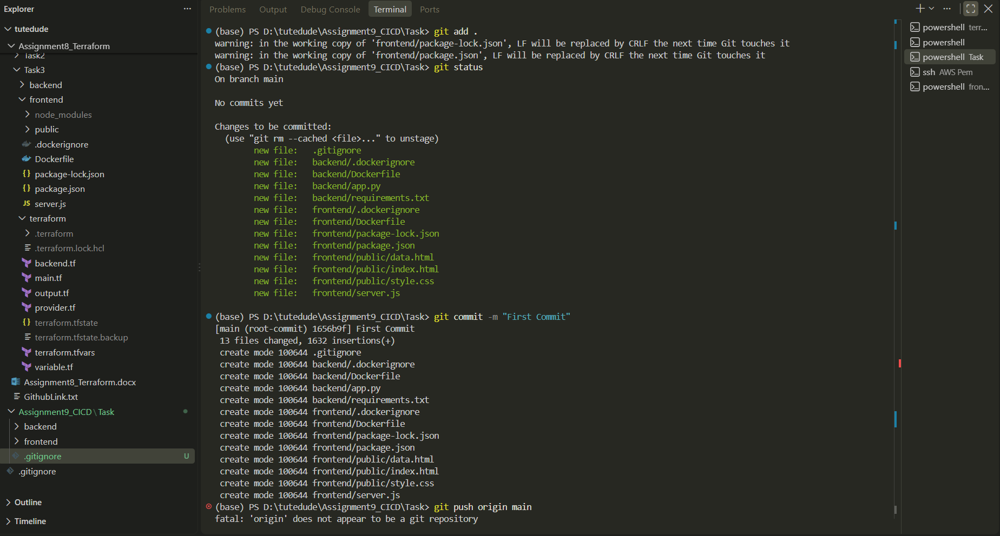 Explorer
tutedude
Assignment8_Terraform
Task2
Task3
backend
frontend
node_modules
public
.dockerignore
Dockerfile
package-lock.json
package.json
JS server.js
terraform
.terraform
.terraform.lock.hcl
backend.tf
main.tf
output.tf
provider.tf
terraform.tfstate
terraform.tfstate.backup
terraform.tfvars
variable.tf
Assignment8_Terraform.docx
GithubLink.txt
Assignment9_CICD\Task
backend
frontend
.gitignore U
.gitignore
Outline
Timeline
Problems Output Debug Console Terminal Ports
(base) PS D:\tutedude\Assignment9_CICD\Task> git add .
warning: in the working copy of 'frontend/package-lock.json', LF will be replaced by CRLF the next time Git touches it
warning: in the working copy of 'frontend/package.json', LF will be replaced by CRLF the next time Git touches it
(base) PS D:\tutedude\Assignment9_CICD\Task> git status
On branch main
No commits yet
Changes to be committed:
(use "git rm --cached <file>..." to unstage)
new file: .gitignore
new file: backend/.dockerignore
new file: backend/Dockerfile
new file: backend/app.py
new file: backend/requirements.txt
new file: frontend/.dockerignore
new file: frontend/Dockerfile
new file: frontend/package-lock.json
new file: frontend/package.json
new file: frontend/public/data.html
new file: frontend/public/index.html
new file: frontend/public/style.css
new file: frontend/server.js
(base) PS D:\tutedude\Assignment9_CICD\Task> git commit -m "First Commit"
[main (root-commit) 1656b9f] First Commit
13 files changed, 1632 insertions(+)
create mode 100644 .gitignore
create mode 100644 backend/.dockerignore
create mode 100644 backend/Dockerfile
create mode 100644 backend/app.py
create mode 100644 backend/requirements.txt
create mode 100644 frontend/.dockerignore
create mode 100644 frontend/Dockerfile
create mode 100644 frontend/package-lock.json
create mode 100644 frontend/package.json
create mode 100644 frontend/public/data.html
create mode 100644 frontend/public/index.html
create mode 100644 frontend/public/style.css
create mode 100644 frontend/server.js
(base) PS D:\tutedude\Assignment9_CICD\Task> git push origin main
fatal: 'origin' does not appear to be a git repository
powershell terr...
powershell
powershell Task
ssh AWS Pem
powershell fron...